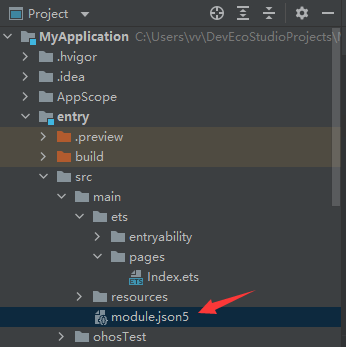 Project
MyApplication C:\Users\vv\DevEcoStudioProjects\
.hvigor
.idea
AppScope
entry
.preview
build
src
main
ets
entryability
pages
Index.ets
resources
module.json5
ohosTest